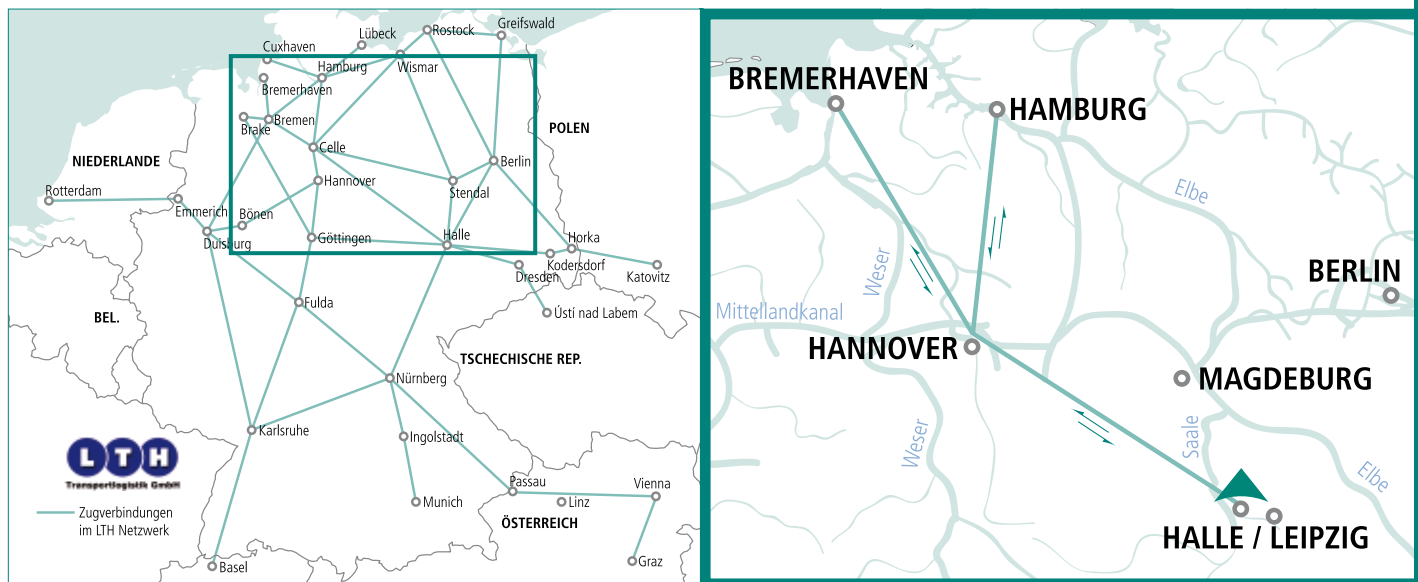 Greifswald
Rostock
Lübeck
Cuxhaven
Hamburg
Wismar
Bremerhaven
Brake
Bremen
POLEN
Celle
NIEDERLANDE
Berlin
Hannover
Rotterdam
Stendal
Emmerich
Bönen
Duisburg
Göttingen
Halle
Horka
Kodersdorf
Dresden
Katovitz
Fulda
Ústí nad Labem
BEL.
TSCHECHISCHE REP.
Nürnberg
Karlsruhe
Ingolstadt
LTH
Transportlogistik GmbH
Passau
Vienna
Munich
Linz
Zugverbindungen
im LTH Netzwerk
ÖSTERREICH
Graz
Basel
BREMERHAVEN
HAMBURG
Elbe
Weser
BERLIN
Mittellandkanal
HANNOVER
MAGDEBURG
Weser
Saale
Elbe
HALLE / LEIPZIG